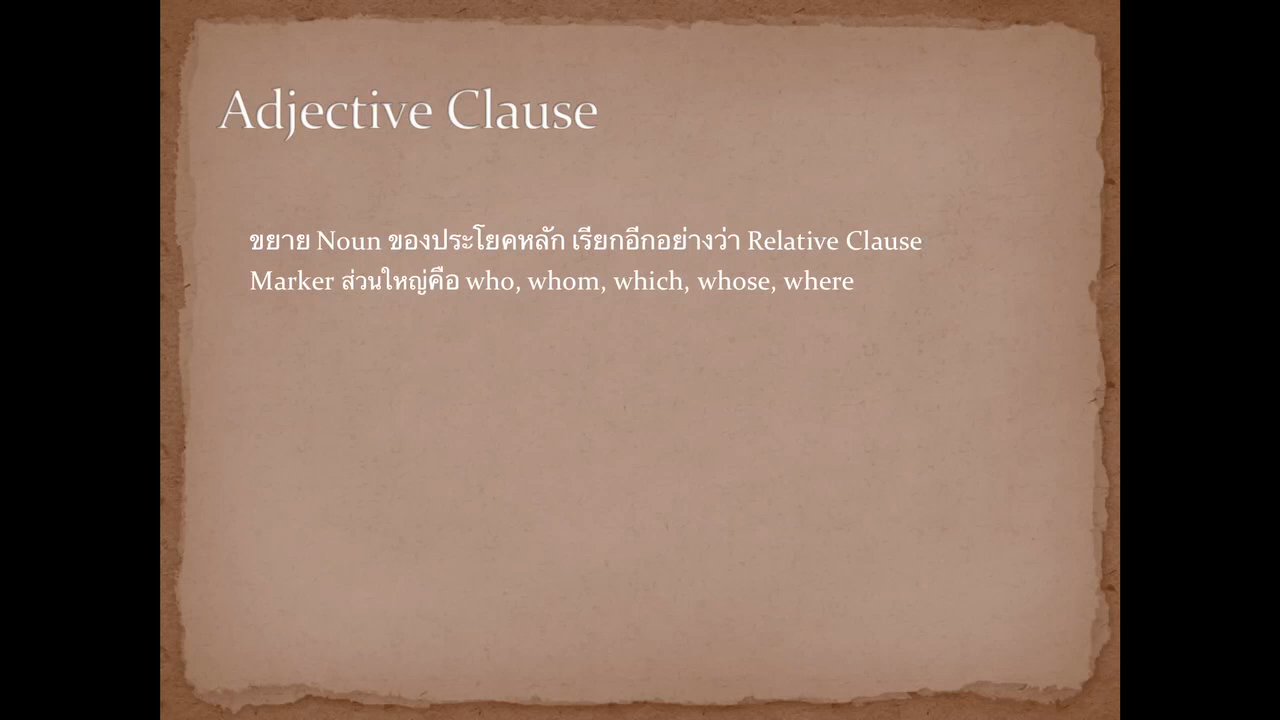 Adjective Clause
ขยาย Noun ของประโยคหลัก เรียกอีกอย่างว่า Relative Clause
Marker ส่วนใหญ่คือ who, whom, which, whose, where